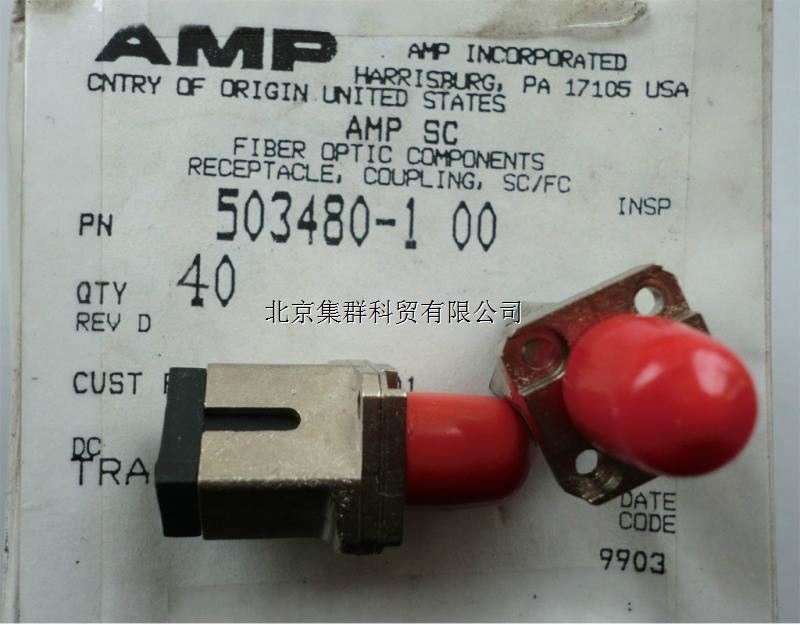 AMP
AMP INCORPORATED
HARRISBURG, PA 17105 USA
CNTRY OF ORIGIN UNITED STATES
AMP SC
FIBER OPTIC COMPONENTS
RECEPTACLE, COUPLING, SC/FC
INSP
PN 503480-1 00
QTY 40
北京集群科贸有限公司
REV D
CUST
DC
DATE
CODE
9903